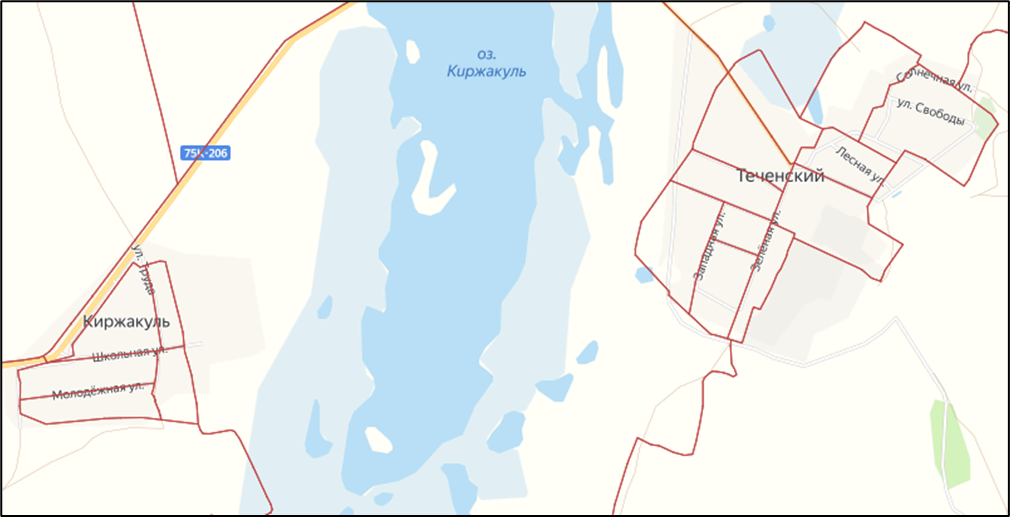 оз.
Киржакуль
Солнечная ул.
ул. Свободы
75К-206
Лесная ул.
Теченский
Западная ул.
Зелёная ул.
ул. Труда
Киржакуль
Школьная ул.
Молодёжная ул.